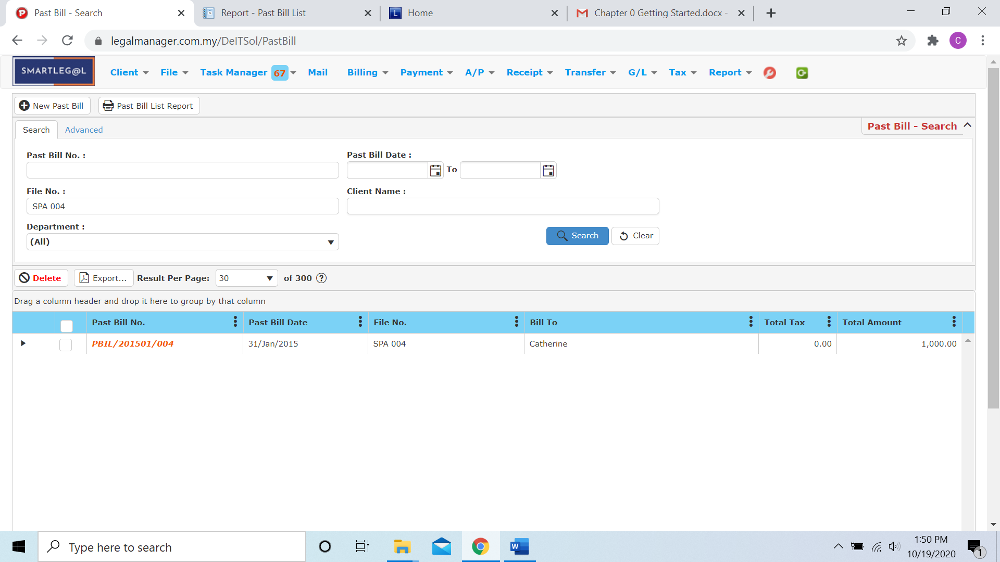 Past Bill - Search
Report - Past Bill List
L Home
Chapter 0 Getting Started.docx -
legalmanager.com.my/DeITSol/PastBill
C
SMARTLEG@L
Client File Task Manager 67 Mail Billing Payment A/P Receipt Transfer G/L Tax Report
New Past Bill Past Bill List Report
Search Advanced
Past Bill - Search
Past Bill No. : Past Bill Date :
To
File No. : Client Name :
SPA 004
Department :
(All)
Search Clear
Delete Export... Result Per Page: 30 of 300 ?
Drag a column header and drop it here to group by that column
Past Bill No. Past Bill Date File No. Bill To Total Tax Total Amount
PBIL/201501/004 31/Jan/2015 SPA 004 Catherine 0.00 1,000.00
Type here to search
W
1:50 PM
10/19/2020
1